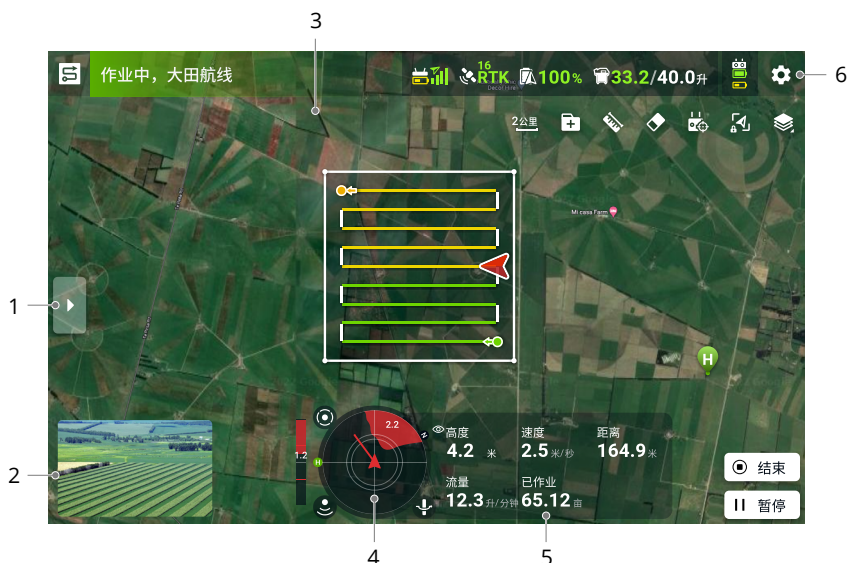 3
作业中，大田航线
16
RTK
100%
33.2/40.0升
6
2公里
Mi casa Farm
1
H
2
2.2
N
1.2
H
高度
4.2 米
速度
2.5 米/秒
距离
164.9 米
流量
12.3 升/分钟
已作业
65.12 亩
结束
暂停
4
5